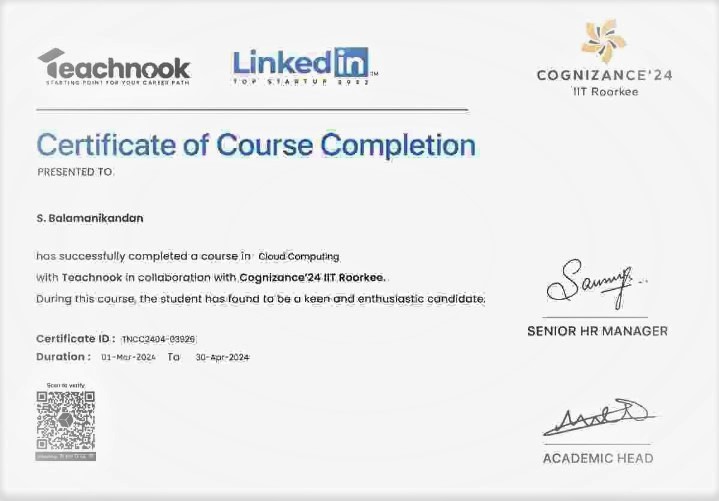 Teachnook
STARTING POINT FOR YOUR CAREER PATH
Linkedin
TOP STARTUP 2022
COGNIZANCE'24
IIT Roorkee
Certificate of Course Completion
PRESENTED TO
S. Balamanikandan
has successfully completed a course in Cloud Computing
with Teachnook in collaboration with Cognizance'24 IIT Roorkee.
During this course, the student has found to be a keen and enthusiastic candidate.
Certificate ID : TNCC2404-03926
Duration : 01-Mar-2024 To 30-Apr-2024
Scan to verify
SENIOR HR MANAGER
ACADEMIC HEAD